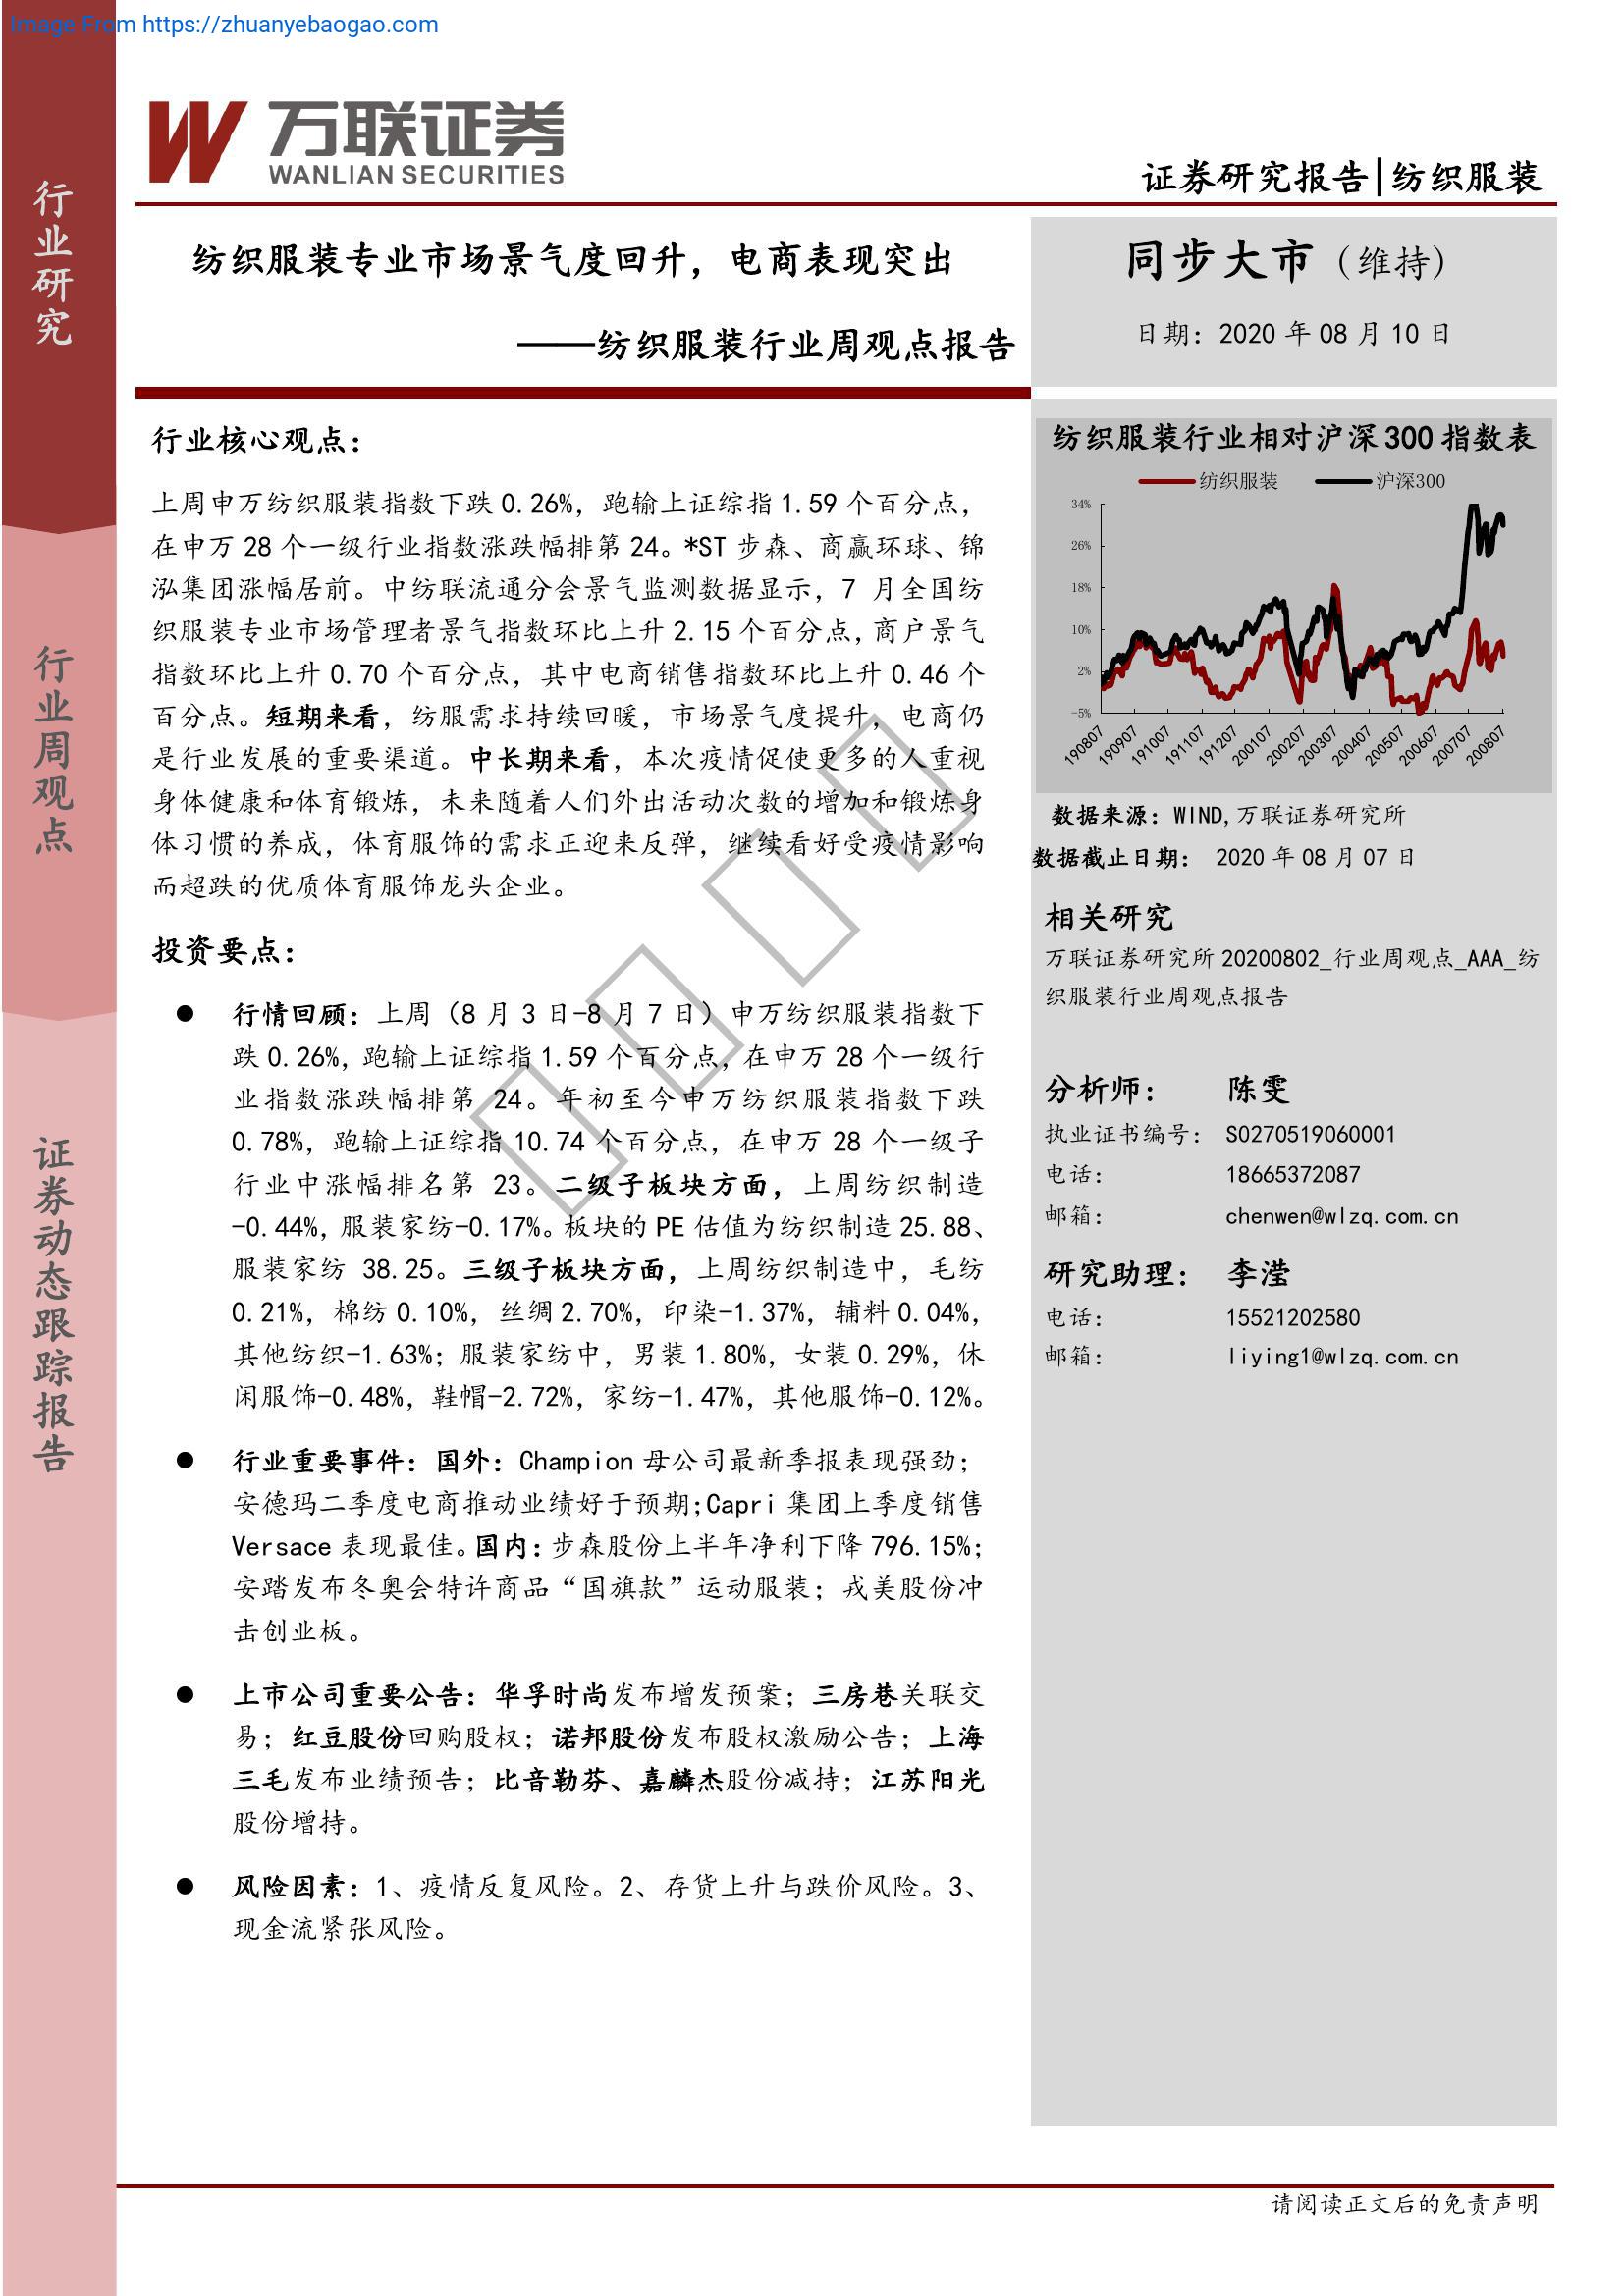 Image From https://zhuanyebaogao.com
万联证券
WANLIAN SECURITIES
证券研究报告|纺织服装
行业研究
行业周观点
证券动态跟踪报告
纺织服装专业市场景气度回升，电商表现突出
——纺织服装行业周观点报告
同步大市（维持）
日期：2020 年 08 月 10 日
行业核心观点：
上周申万纺织服装指数下跌 0.26%，跑输上证综指 1.59 个百分点，
在申万 28 个一级行业指数涨跌幅排第 24。*ST 步森、商赢环球、锦
泓集团涨幅居前。中纺联流通分会景气监测数据显示，7 月全国纺
织服装专业市场管理者景气指数环比上升 2.15 个百分点，商户景气
指数环比上升 0.70 个百分点，其中电商销售指数环比上升 0.46 个
百分点。短期来看，纺服需求持续回暖，市场景气度提升，电商仍
是行业发展的重要渠道。中长期来看，本次疫情促使更多的人重视
身体健康和体育锻炼，未来随着人们外出活动次数的增加和锻炼身
体习惯的养成，体育服饰的需求正迎来反弹，继续看好受疫情影响
而超跌的优质体育服饰龙头企业。
投资要点：
● 行情回顾：上周（8 月 3 日-8 月 7 日）申万纺织服装指数下
跌 0.26%，跑输上证综指 1.59 个百分点，在申万 28 个一级行
业指数涨跌幅排第 24。年初至今申万纺织服装指数下跌
0.78%，跑输上证综指 10.74 个百分点，在申万 28 个一级子
行业中涨幅排名第 23。二级子板块方面，上周纺织制造
-0.44%，服装家纺-0.17%。板块的 PE 估值为纺织制造 25.88、
服装家纺 38.25。三级子板块方面，上周纺织制造中，毛纺
0.21%，棉纺 0.10%，丝绸 2.70%，印染-1.37%，辅料 0.04%，
其他纺织-1.63%；服装家纺中，男装 1.80%，女装 0.29%，休
闲服饰-0.48%，鞋帽-2.72%，家纺-1.47%，其他服饰-0.12%。
● 行业重要事件：国外：Champion 母公司最新季报表现强劲；
安德玛二季度电商推动业绩好于预期；Capri 集团上季度销售
Versace 表现最佳。国内：步森股份上半年净利下降 796.15%；
安踏发布冬奥会特许商品“国旗款”运动服装；戎美股份冲
击创业板。
● 上市公司重要公告：华孚时尚发布增发预案；三房巷关联交
易；红豆股份回购股权；诺邦股份发布股权激励公告；上海
三毛发布业绩预告；比音勒芬、嘉麟杰股份减持；江苏阳光
股份增持。
● 风险因素：1、疫情反复风险。2、存货上升与跌价风险。3、
现金流紧张风险。
纺织服装行业相对沪深 300 指数表
纺织服装 沪深300
34%
26%
18%
10%
2%
-5%
190807 190907 191007 191107 191207 200107 200207 200307 200407 200507 200607 200707 200807
数据来源：WIND,万联证券研究所
数据截止日期： 2020 年 08 月 07 日
相关研究
万联证券研究所 20200802_行业周观点_AAA_纺
织服装行业周观点报告
分析师： 陈雯
执业证书编号： S0270519060001
电话： 18665372087
邮箱： chenwen@wlzq.com.cn
研究助理： 李滢
电话： 15521202580
邮箱： liying1@wlzq.com.cn
请阅读正文后的免责声明